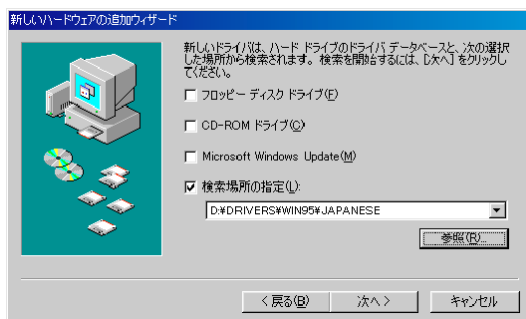 新しいハードウェアの追加ウィザード
新しいドライバは、ハード ドライブのドライバ データベースと、次の選択
した場所から検索されます。検索を開始するには、[次へ] をクリックし
てください。
フロッピー ディスク ドライブ(F)
CD-ROM ドライブ(C)
Microsoft Windows Update(M)
検索場所の指定(L):
D:¥DRIVERS¥WIN95¥JAPANESE
参照(R)...
< 戻る(B)
次へ >
キャンセル